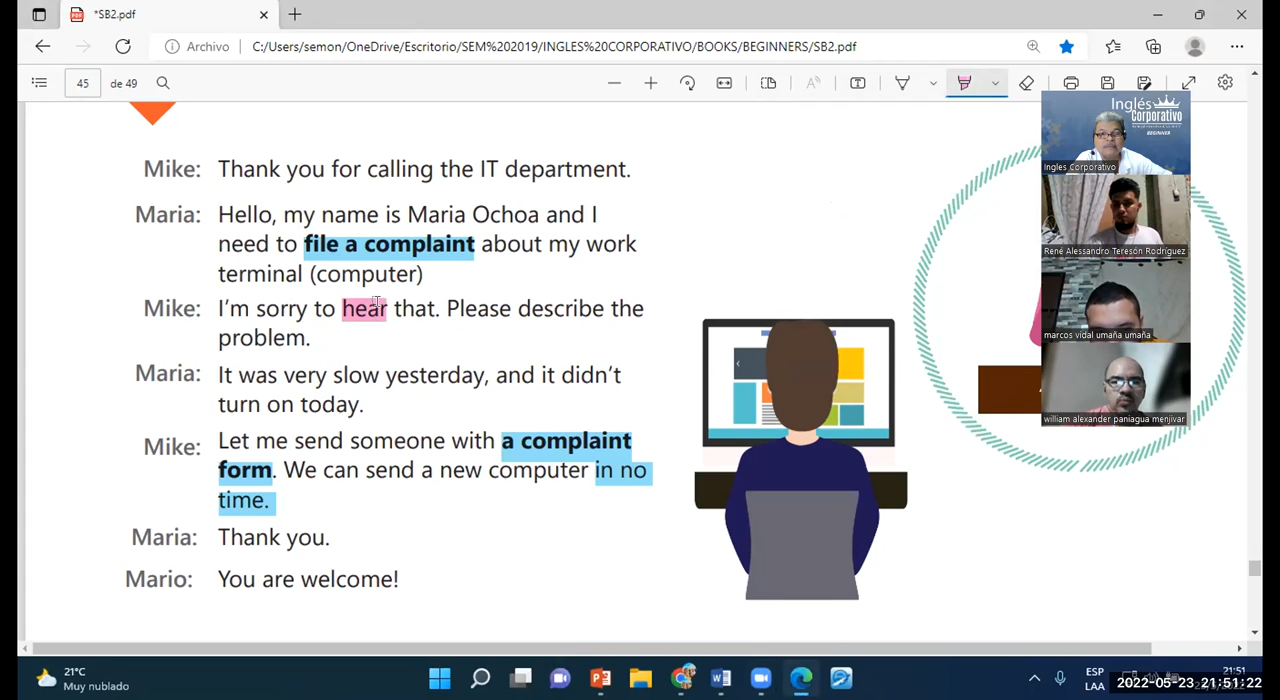 *SB2.pdf
Archivo
C:/Users/semon/OneDrive/Escritorio/SEM%202019/INGLES%20CORPORATIVO/BOOKS/BEGINNERS/SB2.pdf
45 de 49
Inglés
Corporativo
BEGINNER
Ingles Corporativo
René Alessandro Teresón Rodríguez
marcos vidal umaña umaña
william alexander paniagua menjivar
Mike: Thank you for calling the IT department.
Maria: Hello, my name is Maria Ochoa and I
need to file a complaint about my work
terminal (computer)
Mike: I'm sorry to hear that. Please describe the
problem.
Maria: It was very slow yesterday, and it didn't
turn on today.
Mike: Let me send someone with a complaint
form. We can send a new computer in no
time.
Maria: Thank you.
Mario: You are welcome!
21°C
Muy nublado
ESP
LAA
21:51
2022-05-23 21:51:22